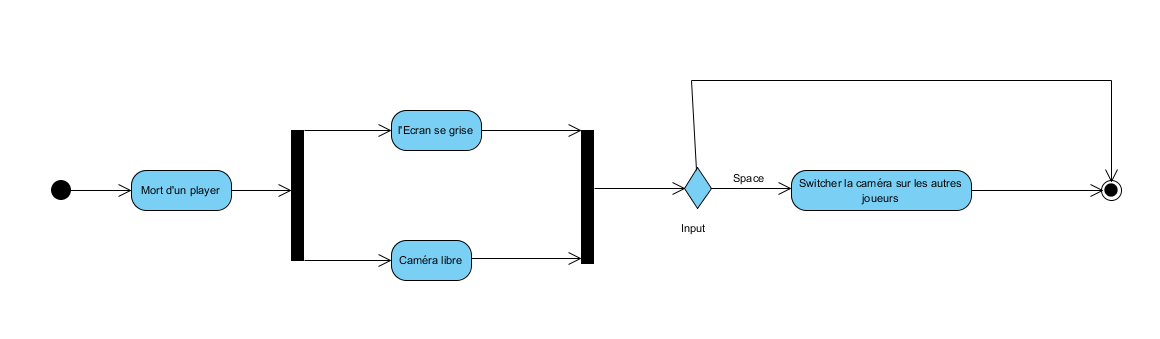 Mort d'un player
l'Ecran se grise
Caméra libre
Input
Space
Switcher la caméra sur les autres
joueurs